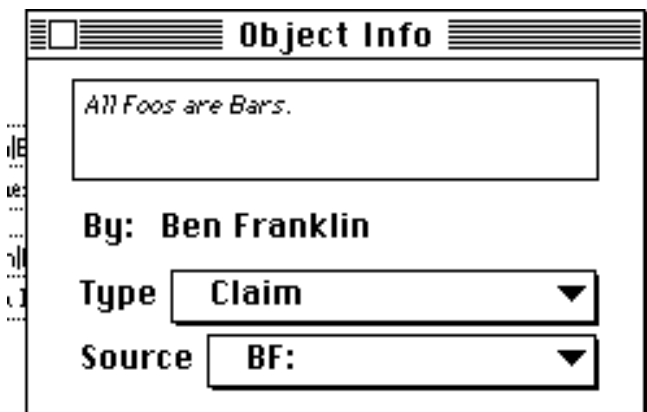 Object Info
All Foos are Bars.
By: Ben Franklin
Type Claim
Source BF: